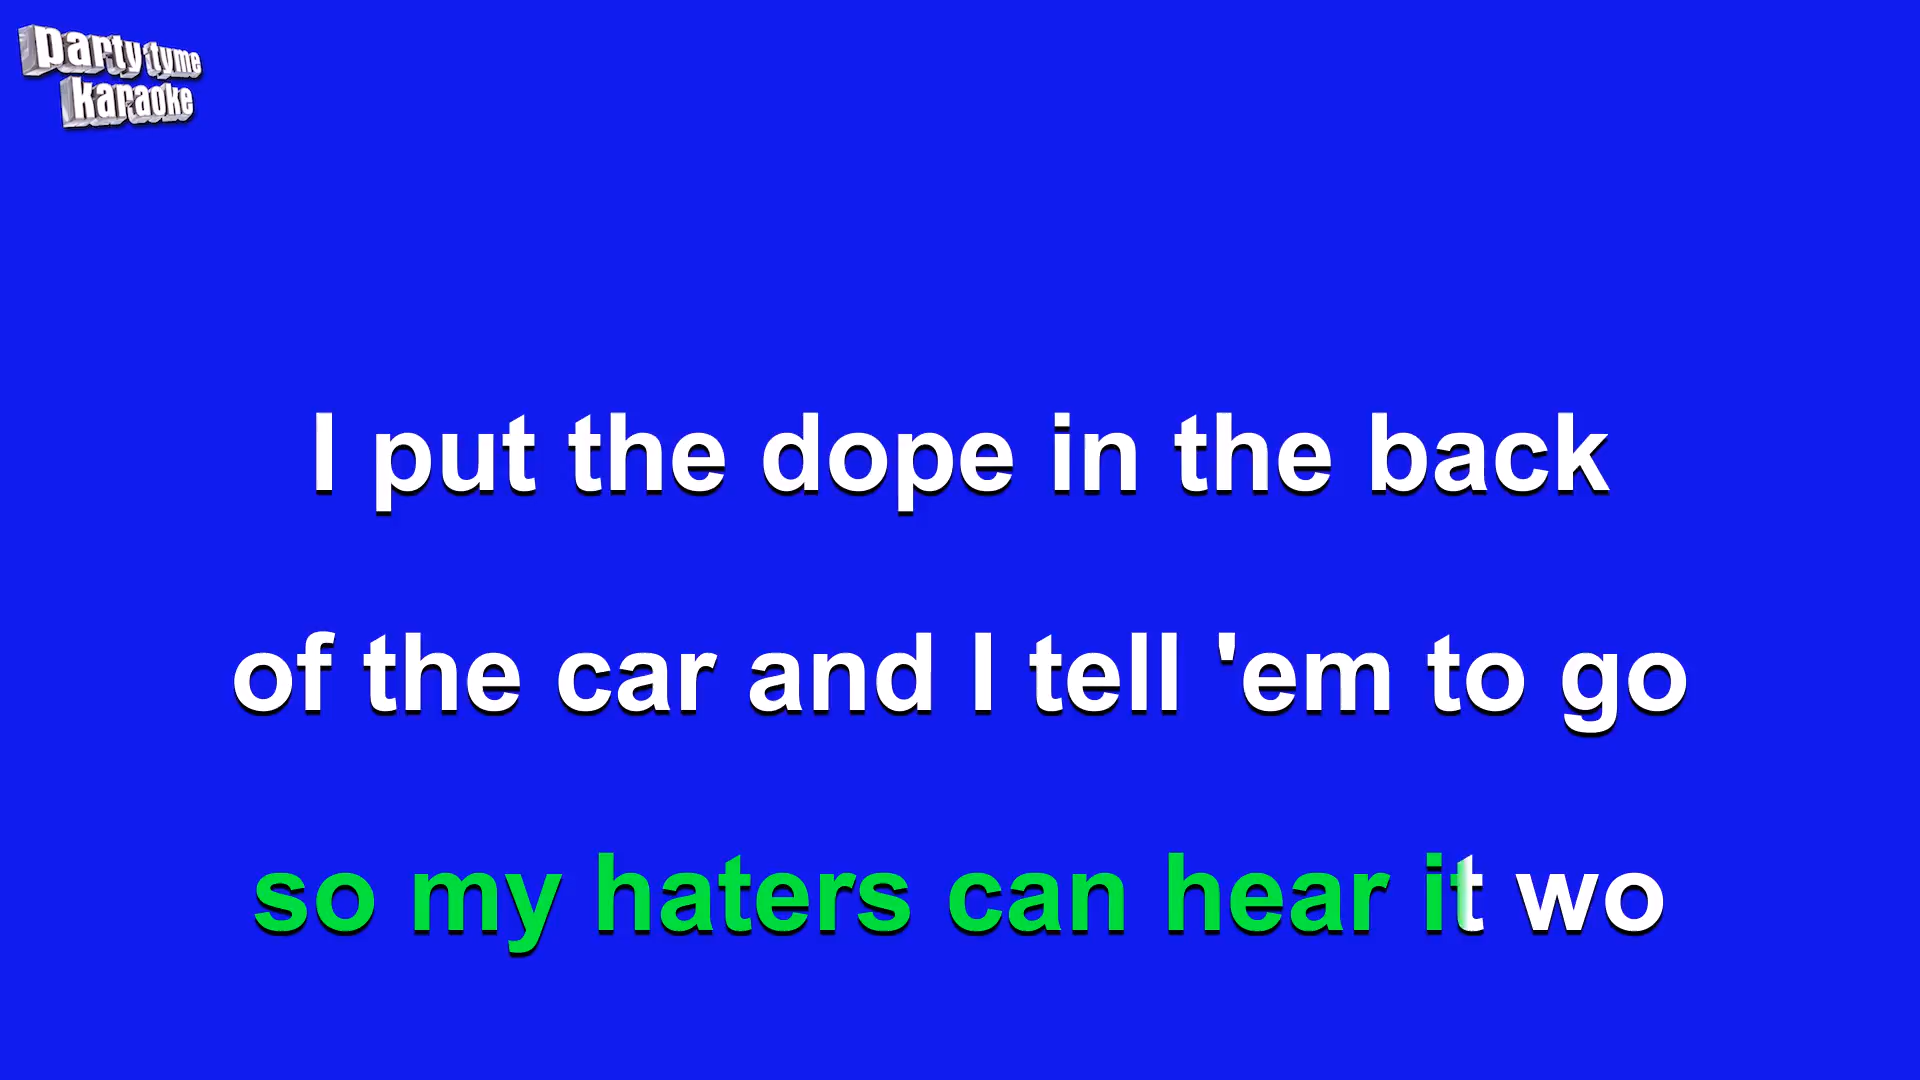 party tyme
karaoke
I put the dope in the back
of the car and I tell 'em to go
so my haters can hear it wo